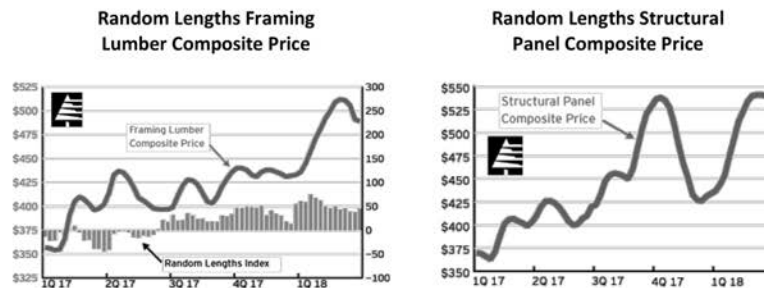 Random Lengths Framing
Lumber Composite Price
$525
$500
$475
$450
$425
$400
$375
$350
$325
300
250
200
150
100
50
0
-50
-100
Framing Lumber
Composite Price
Random Lengths Index
1Q 17
2Q 17
3Q 17
4Q 17
1Q 18
Random Lengths Structural
Panel Composite Price
$550
$525
$500
$475
$450
$425
$400
$375
$350
Structural Panel
Composite Price
1Q 17
2Q 17
3Q 17
4Q 17
1Q 18